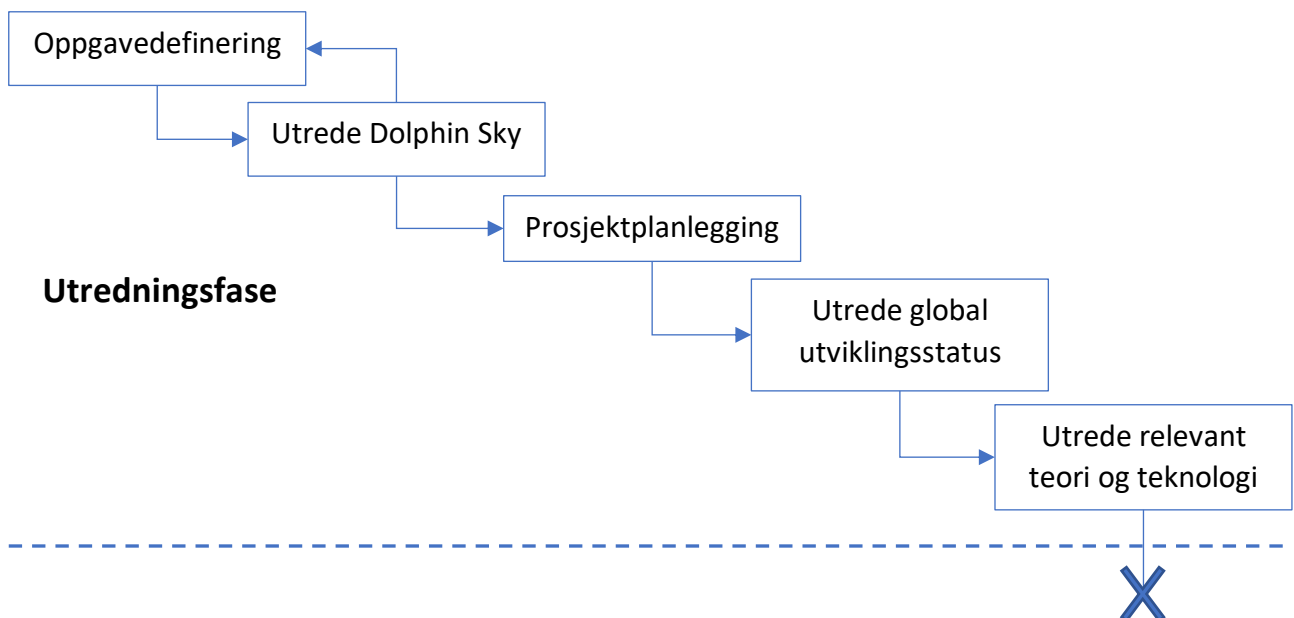 Oppgavedefinering
Utrede Dolphin Sky
Prosjektplanlegging
Utredningsfase
Utrede global
utviklingsstatus
Utrede relevant
teori og teknologi